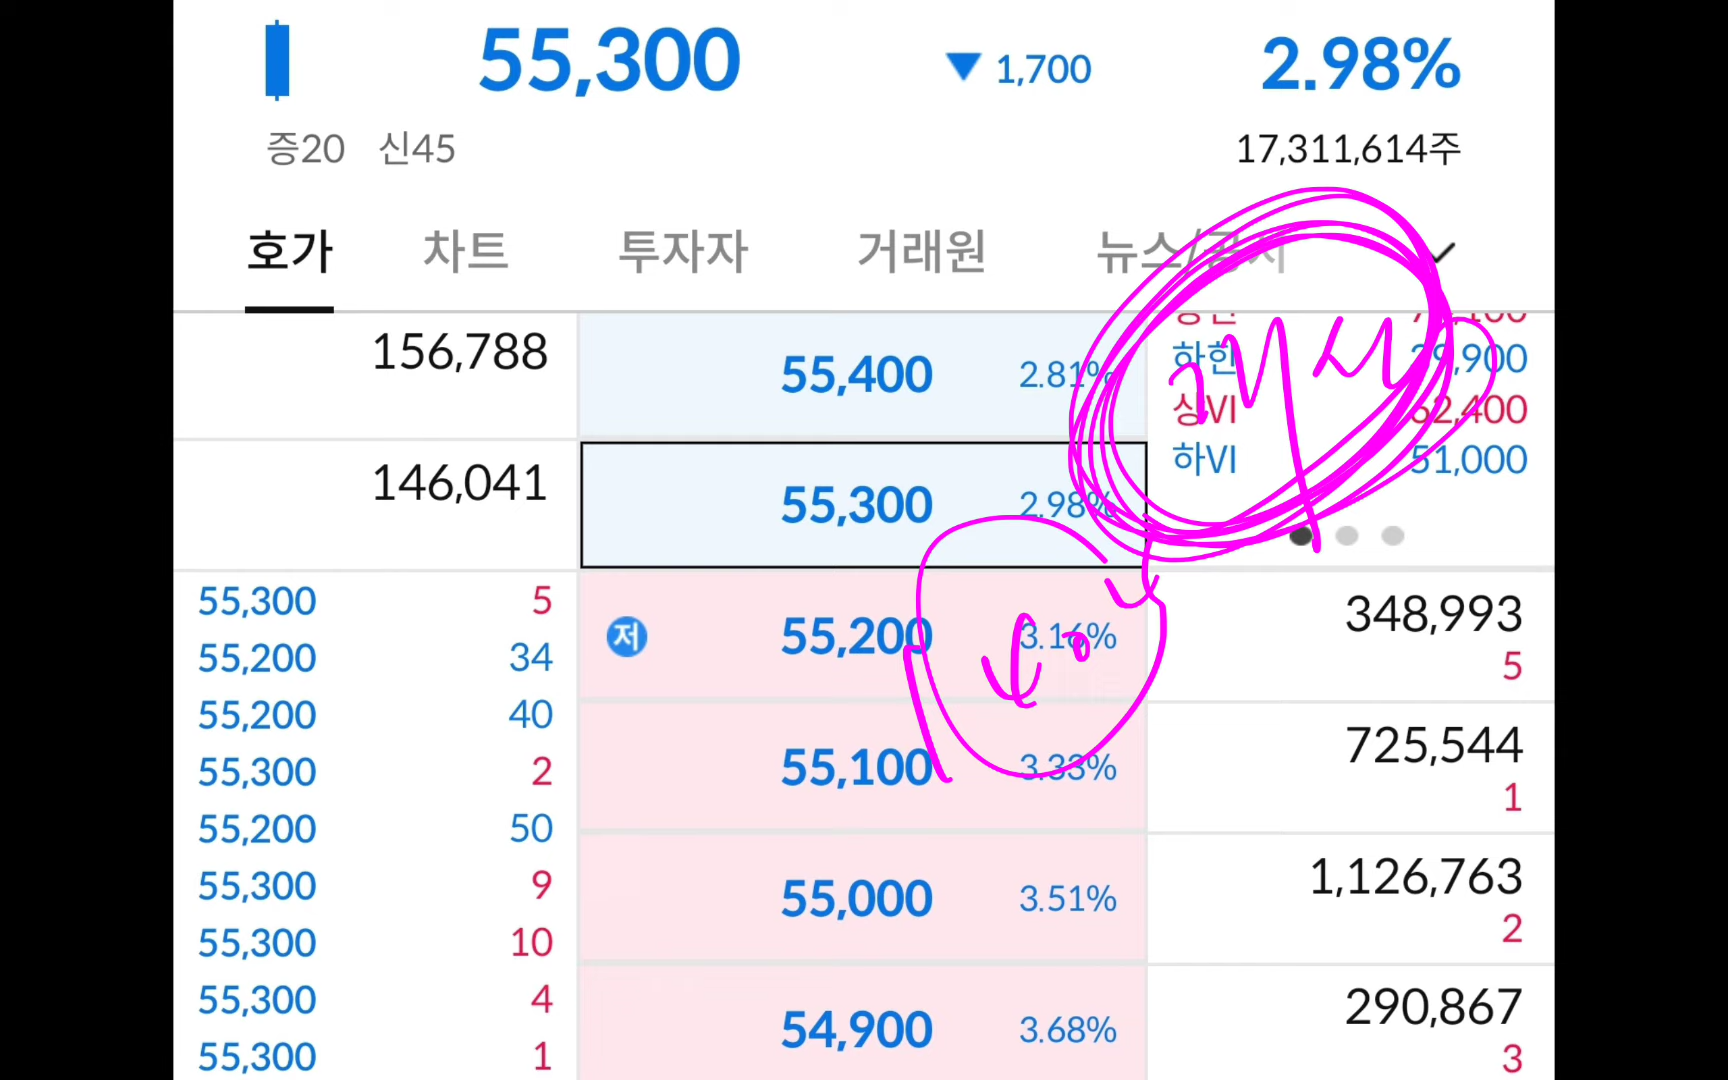 55,300 ▼ 1,700 2.98%
증20 신45 17,311,614주
호가 차트 투자자 거래원
156,788 55,400 2.81%
하한
상VI
하VI 51,000
146,041 55,300 2.98%
55,300 5
55,200 34
55,200 40
55,300 2
55,200 50
55,300 9
55,300 10
55,300 4
55,300 1
저 55,200 3.16% 348,993
5
55,100 3.33% 725,544
1
55,000 3.51% 1,126,763
2
54,900 3.68% 290,867
3